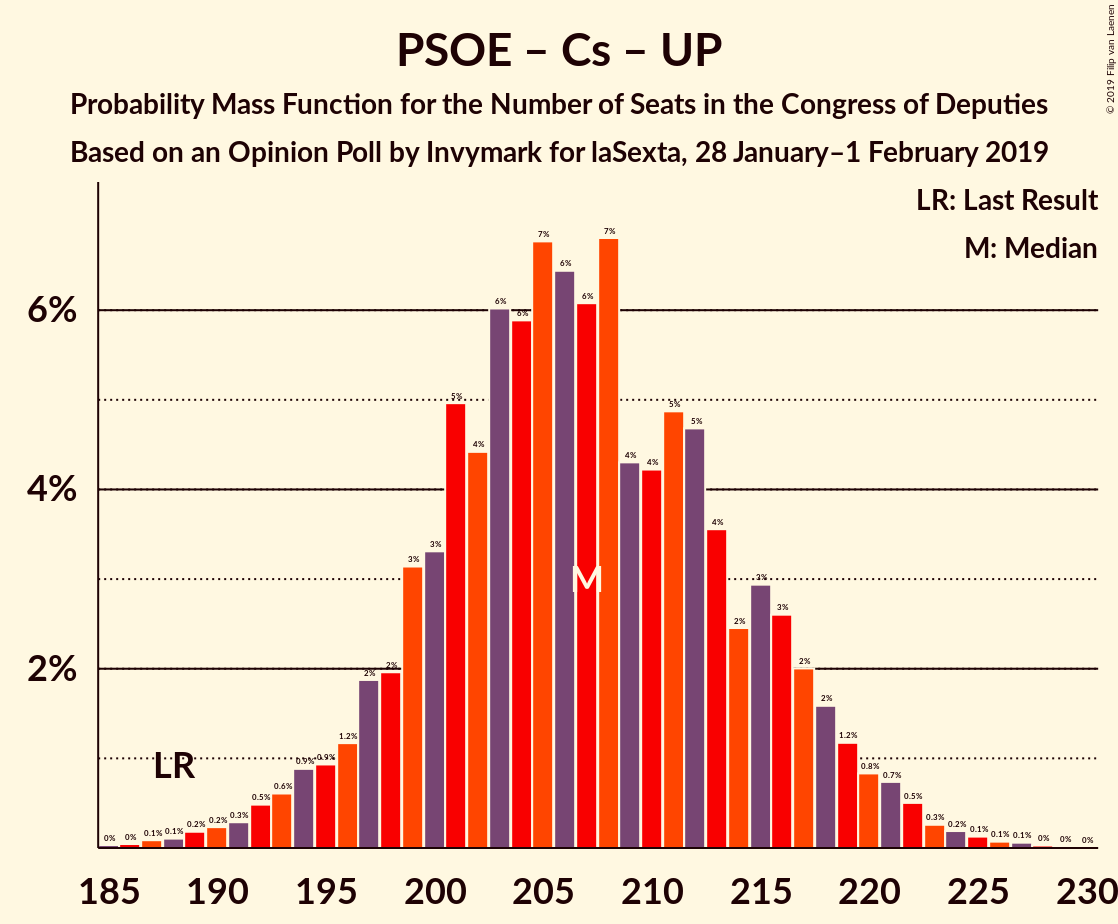 PSOE – Cs – UP
Probability Mass Function for the Number of Seats in the Congress of Deputies
Based on an Opinion Poll by Invymark for laSexta, 28 January–1 February 2019
© 2019 Filip van Laenen
LR: Last Result
M: Median
6%
4%
2%
0% 0% 0.1% 0.1% 0.2% 0.2% 0.3% 0.5% 0.6% 0.9% 0.9% 1.2% 2% 2% 3% 3% 5% 4% 6% 6% 7% 6% 6% 7% 4% 4% 5% 5% 4% 2% 3% 3% 2% 2% 1.2% 0.8% 0.7% 0.5% 0.3% 0.2% 0.1% 0.1% 0.1% 0% 0% 0%
M
LR
185 190 195 200 205 210 215 220 225 230